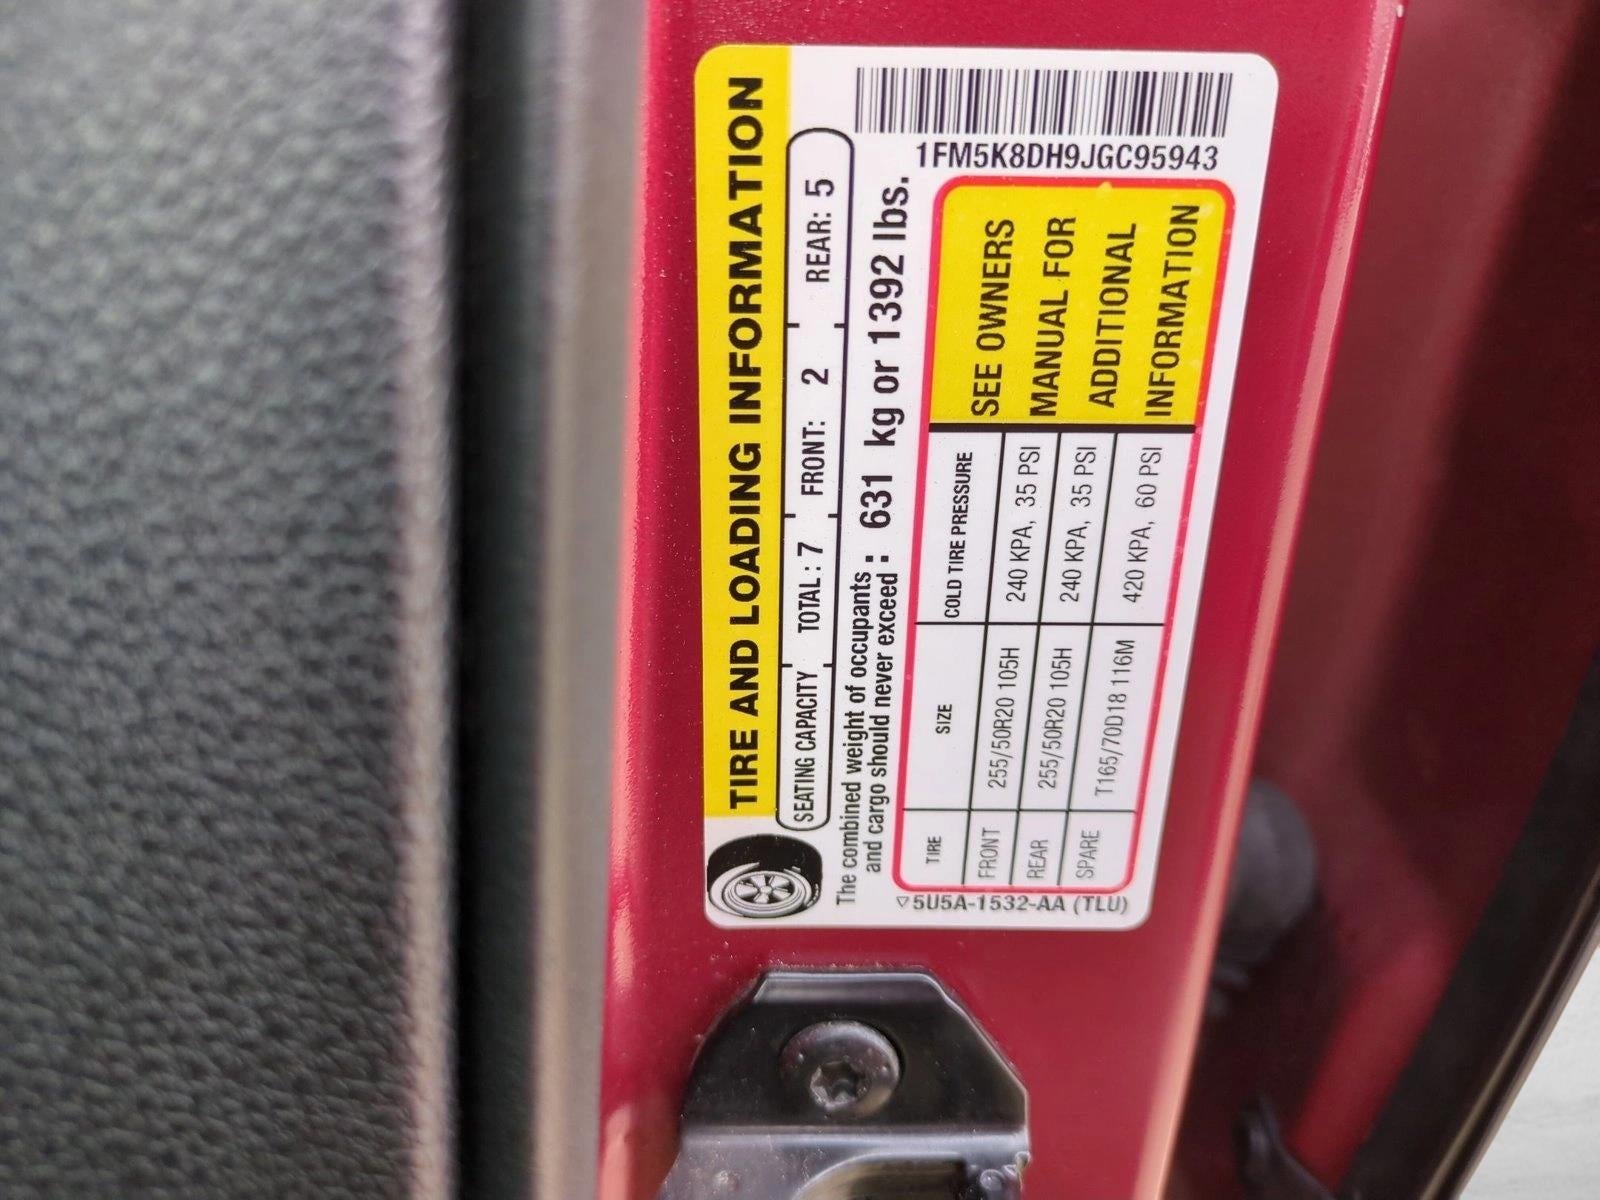 TIRE AND LOADING INFORMATION
SEATING CAPACITY TOTAL: 7 FRONT: 2 REAR: 5
The combined weight of occupants
and cargo should never exceed : 631 kg or 1392 lbs.
1FM5K8DH9JGC95943
TIRE SIZE COLD TIRE PRESSURE
FRONT 255/50R20 105H 240 KPA, 35 PSI
REAR 255/50R20 105H 240 KPA, 35 PSI
SPARE T165/70D18 116M 420 KPA, 60 PSI
SEE OWNERS
MANUAL FOR
ADDITIONAL
INFORMATION
5U5A-1532-AA (TLU)